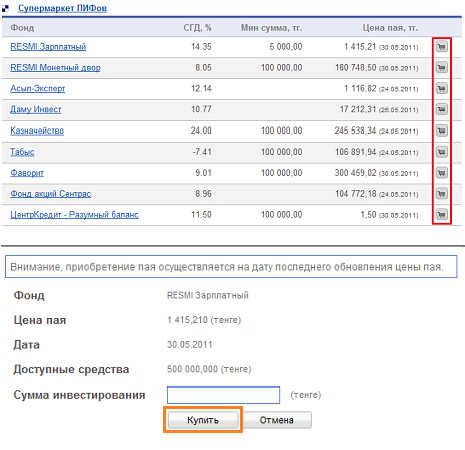 Супермаркет ПИФов
Фонд СГД, % Мин сумма, тг. Цена пая, тг.
RESMI Зарплатный 14.35 5 000,00 1 415,21 (30.05.2011)
RESMI Монетный двор 8.05 100 000,00 180 748,50 (30.05.2011)
Асыл-Эксперт 12.14 1 116,82 (24.05.2011)
Даму Инвест 10.77 17 212,31 (26.05.2011)
Казначейство 24.00 100 000,00 245 538,34 (24.05.2011)
Табыс -7.41 100 000,00 106 891,94 (24.05.2011)
Фаворит 9.01 100 000,00 300 459,02 (30.05.2011)
Фонд акций Сентрас 8.96 104 772,18 (24.05.2011)
ЦентрКредит - Разумный баланс 11.50 100 000,00 1,50 (30.05.2011)
Внимание, приобретение пая осуществляется на дату последнего обновления цены пая.
Фонд RESMI Зарплатный
Цена пая 1 415,210 (тенге)
Дата 30.05.2011
Доступные средства 500 000,000 (тенге)
Сумма инвестирования (тенге)
Купить Отмена